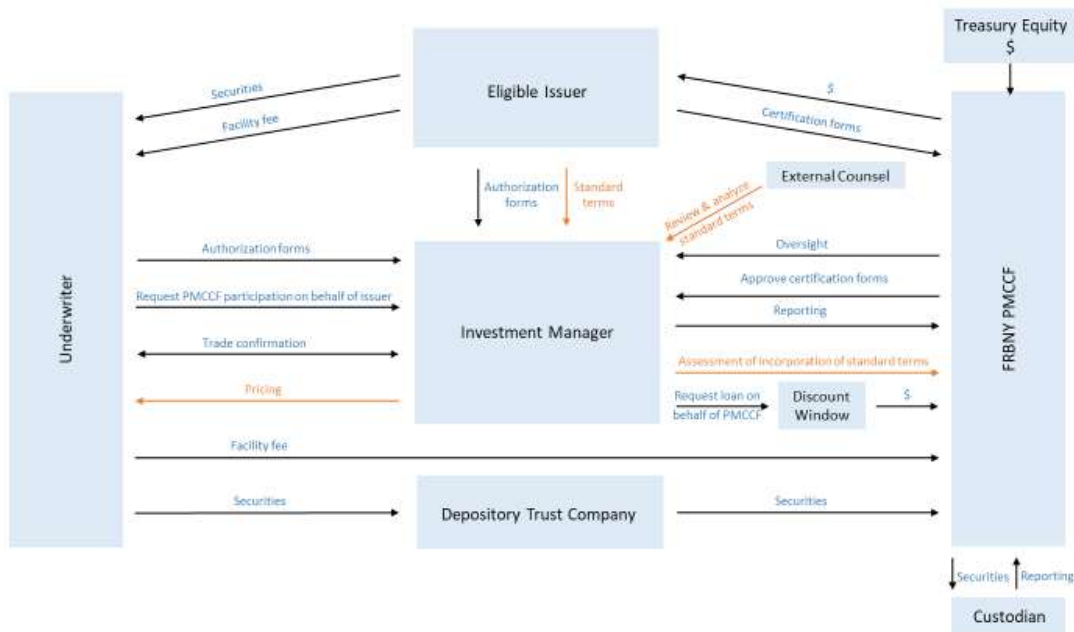 Treasury Equity
$
Securities
Facility fee
Eligible Issuer
$
Certification forms
External Counsel
Authorization
forms
Standard
terms
Review & analyze
standard terms
Underwriter
Authorization forms
Request PMCCF participation on behalf of issuer
Trade confirmation
Pricing
Investment Manager
Oversight
Approve certification forms
Reporting
Assessment of incorporation of standard terms
Request loan on
behalf of PMCCF
Discount
Window
$
FRBNY PMCCF
Facility fee
Securities
Depository Trust Company
Securities
Securities
Reporting
Custodian